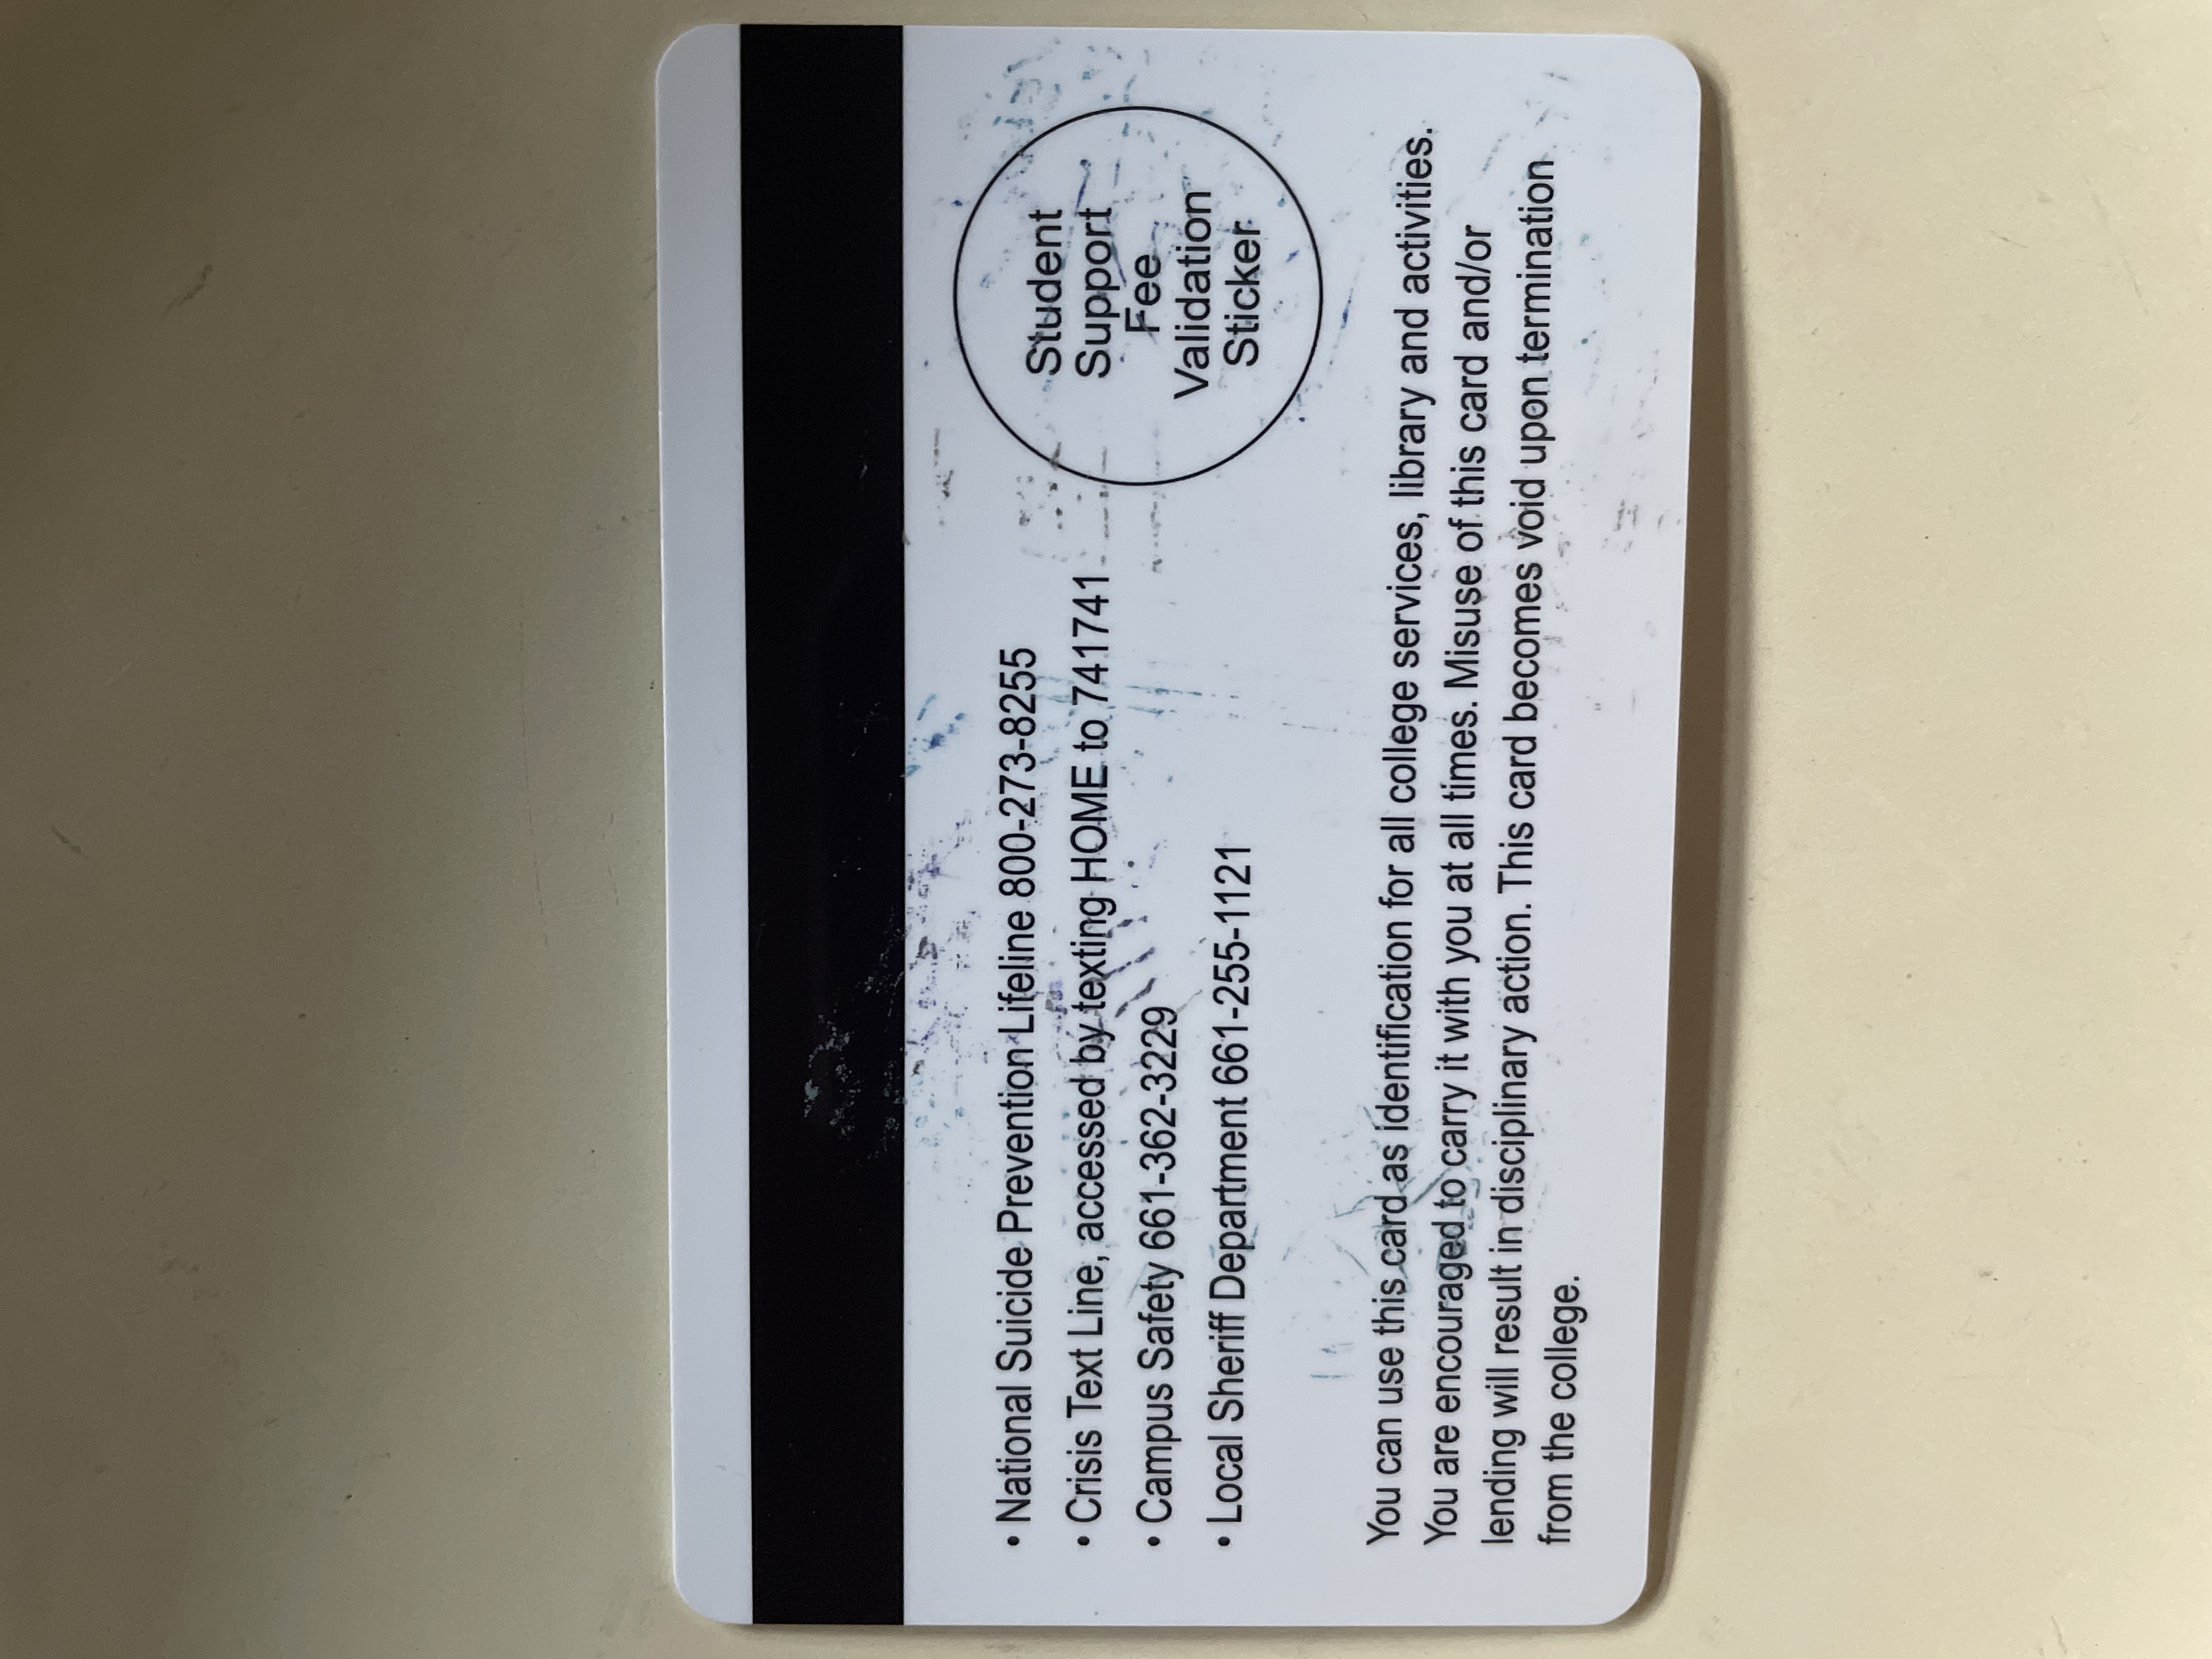 • National Suicide Prevention Lifeline 800-273-8255
• Crisis Text Line, accessed by texting HOME to 741741
• Campus Safety 661-362-3229
• Local Sheriff Department 661-255-1121
Student
Support
Fee
Validation
Sticker
You can use this card as identification for all college services, library and activities.
You are encouraged to carry it with you at all times. Misuse of this card and/or
lending will result in disciplinary action. This card becomes void upon termination
from the college.